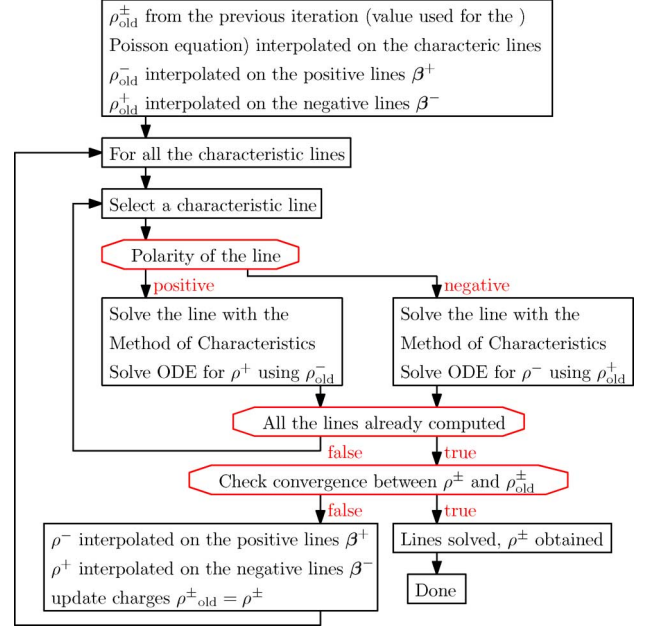 ρ±old from the previous iteration (value used for the )
Poisson equation) interpolated on the characteric lines
ρ−old interpolated on the positive lines β+
ρ+old interpolated on the negative lines β−
For all the characteristic lines
Select a characteristic line
Polarity of the line
positive
negative
Solve the line with the
Method of Characteristics
Solve ODE for ρ+ using ρ−old
Solve the line with the
Method of Characteristics
Solve ODE for ρ− using ρ+old
All the lines already computed
false
true
Check convergence between ρ± and ρ±old
false
true
ρ− interpolated on the positive lines β+
ρ+ interpolated on the negative lines β−
update charges ρ±old = ρ±
Lines solved, ρ± obtained
Done